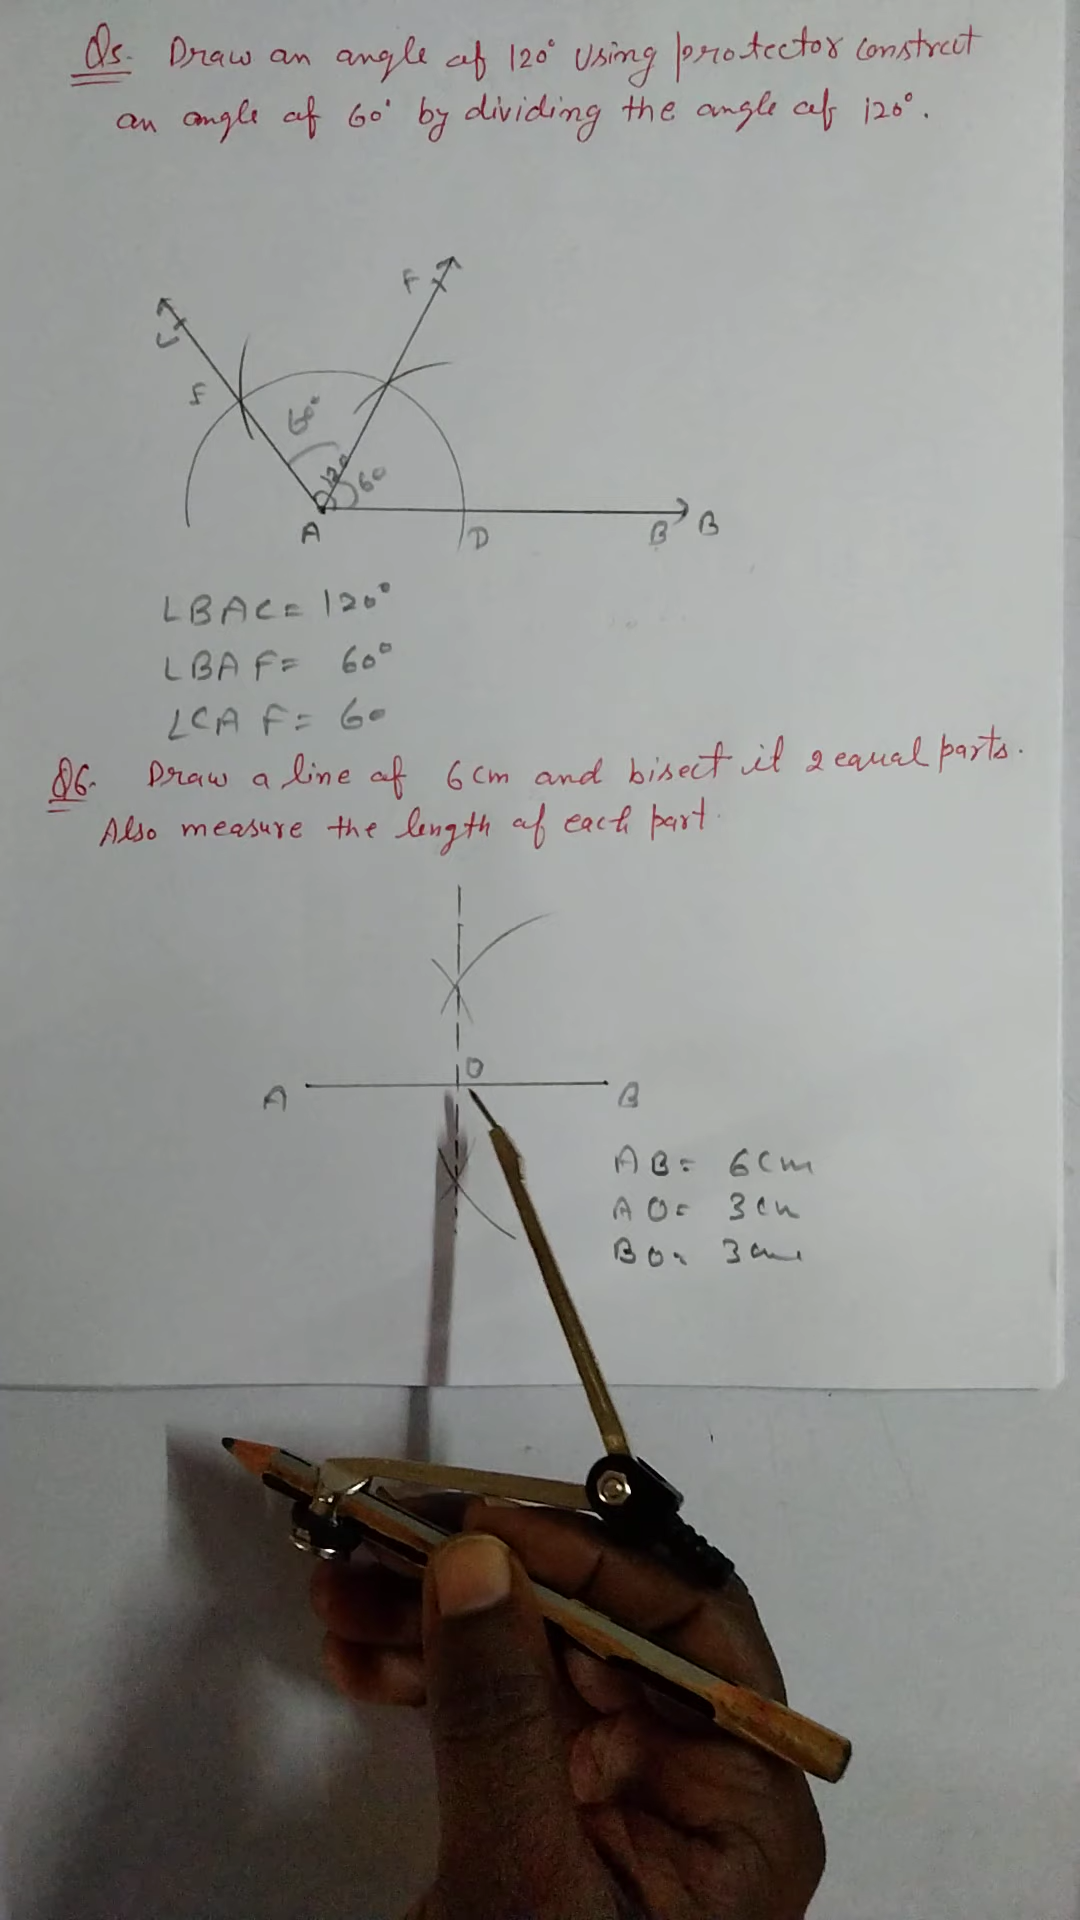 Q5. Draw an angle of 120° Using protector construct
an angle of 60° by dividing the angle of 120°.
F
C
E
60°
120
60
A
D
B
B
∠BAC= 120°
∠BAF= 60°
∠CAF= 60
Q6. Draw a line of 6cm and bisect it 2 equal parts.
Also measure the length of each part.
O
A
B
AB= 6cm
AO= 3cm
BO= 3cm